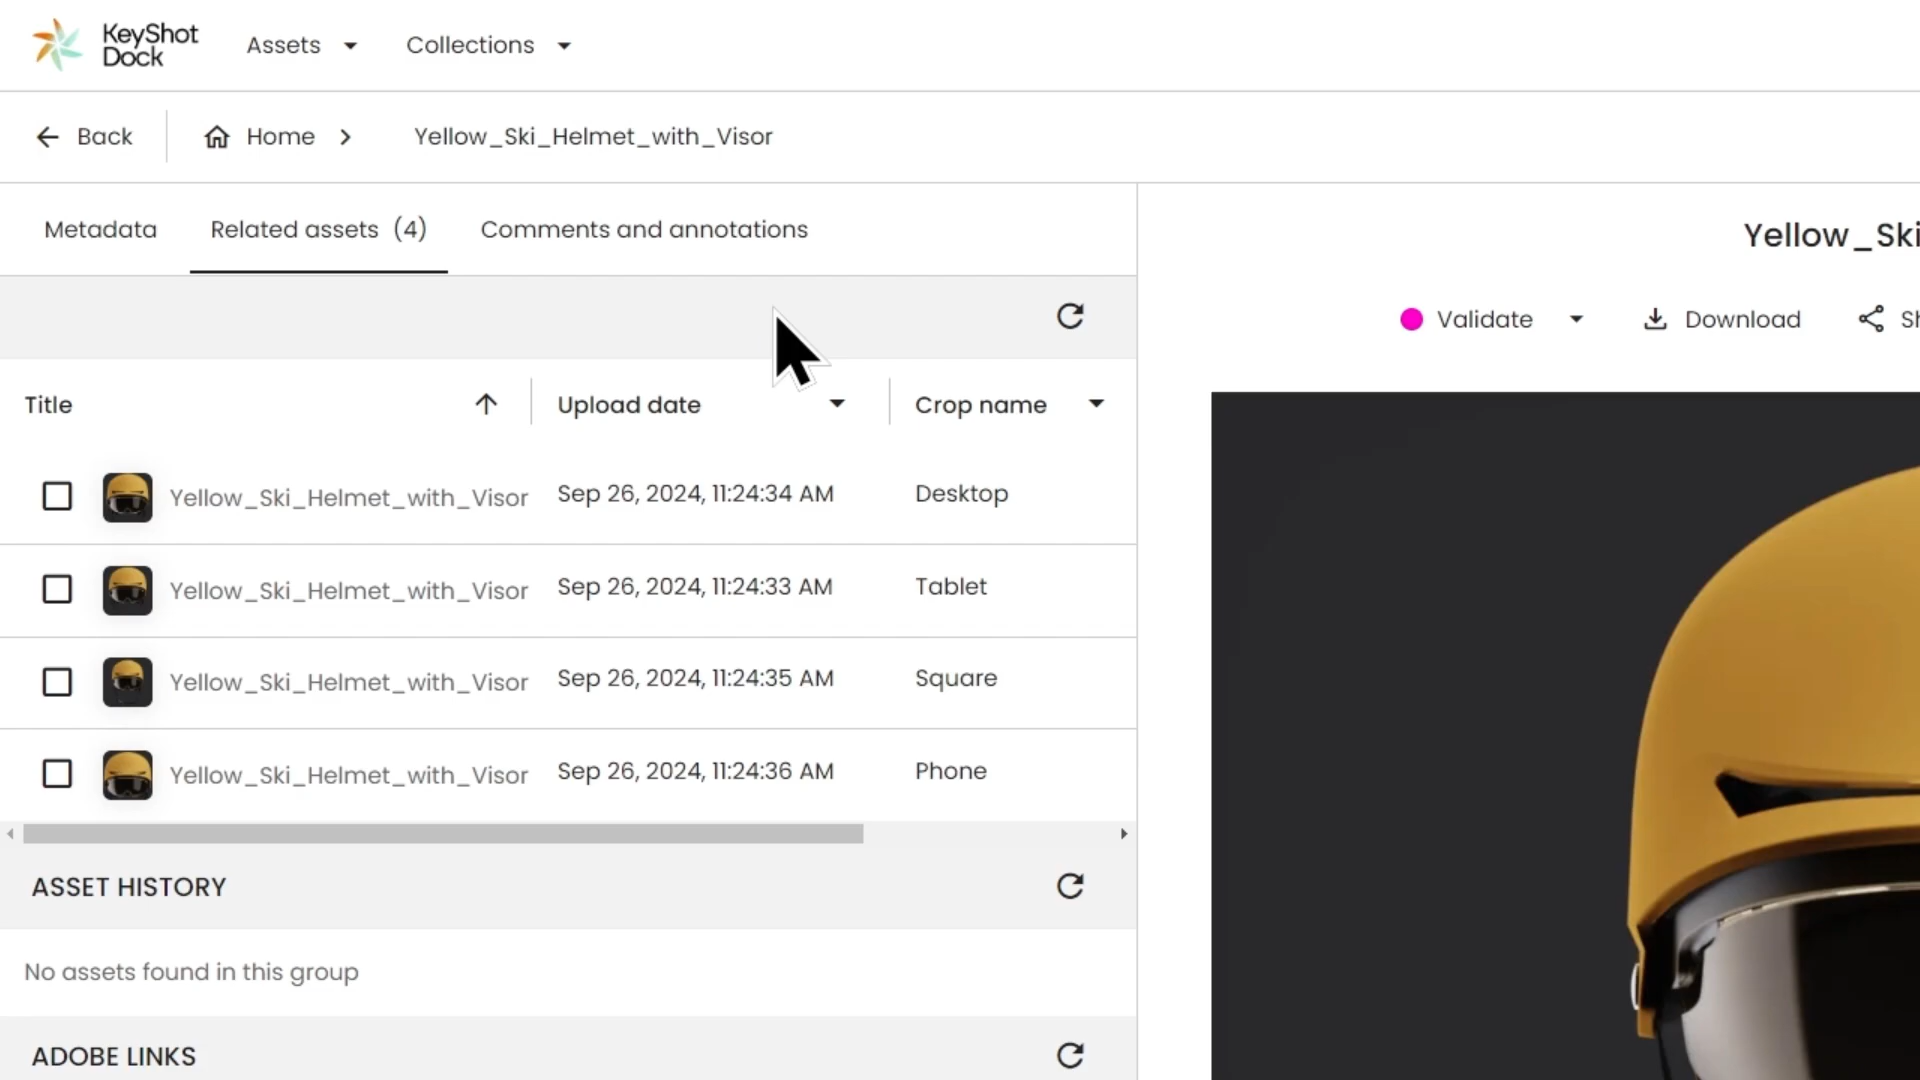 KeyShot
Dock
Assets
Collections
Back
Home
Yellow_Ski_Helmet_with_Visor
Metadata
Related assets (4)
Comments and annotations
Yellow_Ski
Validate
Download
Sh
Title
Upload date
Crop name
Yellow_Ski_Helmet_with_Visor Sep 26, 2024, 11:24:34 AM Desktop
Yellow_Ski_Helmet_with_Visor Sep 26, 2024, 11:24:33 AM Tablet
Yellow_Ski_Helmet_with_Visor Sep 26, 2024, 11:24:35 AM Square
Yellow_Ski_Helmet_with_Visor Sep 26, 2024, 11:24:36 AM Phone
ASSET HISTORY
No assets found in this group
ADOBE LINKS